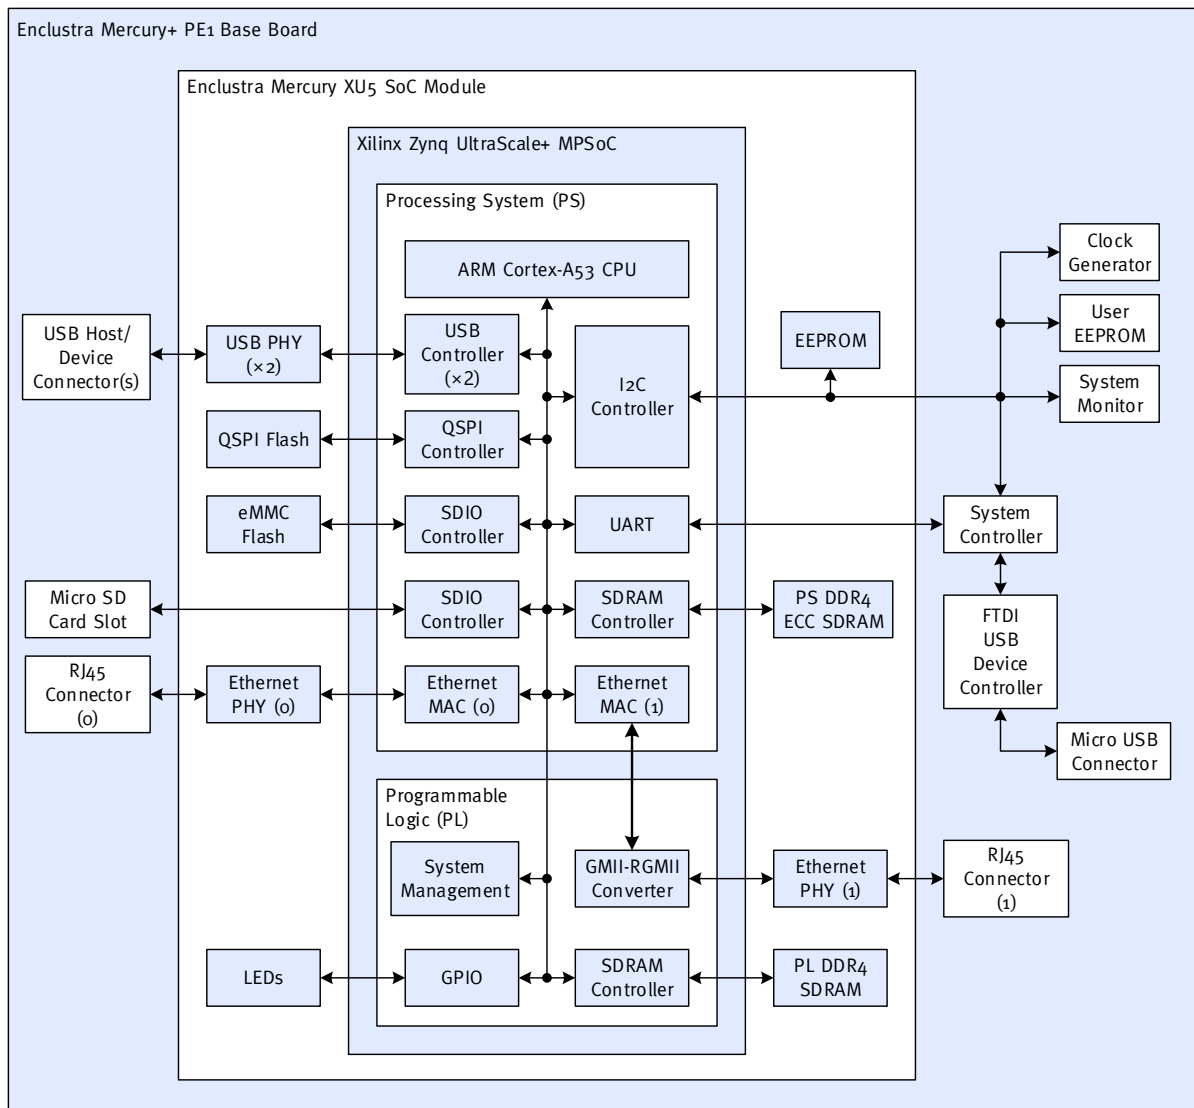 Enclustra Mercury+ PE1 Base Board
Enclustra Mercury XU5 SoC Module
Xilinx Zynq UltraScale+ MPSoC
Processing System (PS)
ARM Cortex-A53 CPU
USB Host/
Device
Connector(s)
USB PHY
(×2)
USB
Controller
(×2)
I2C
Controller
EEPROM
Clock
Generator
User
EEPROM
System
Monitor
QSPI Flash
QSPI
Controller
eMMC
Flash
SDIO
Controller
UART
System
Controller
Micro SD
Card Slot
SDIO
Controller
SDRAM
Controller
PS DDR4
ECC SDRAM
FTDI
USB
Device
Controller
RJ45
Connector
(0)
Ethernet
PHY (0)
Ethernet
MAC (0)
Ethernet
MAC (1)
Micro USB
Connector
Programmable
Logic (PL)
System
Management
GMII-RGMII
Converter
Ethernet
PHY (1)
RJ45
Connector
(1)
LEDs
GPIO
SDRAM
Controller
PL DDR4
SDRAM